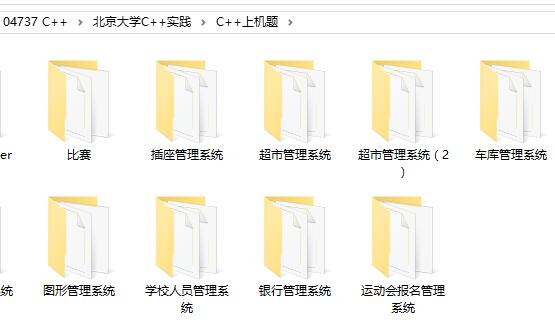 04737 C++ > 北京大学C++实践 > C++上机题 >
er 比赛 插座管理系统 超市管理系统 超市管理系统（2 车库管理系统
）
统 图形管理系统 学校人员管理系 银行管理系统 运动会报名管理
统 系统